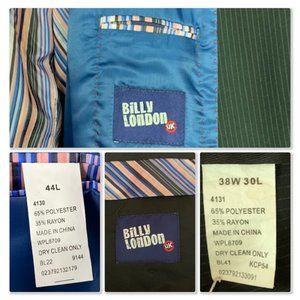 BiLLY
LONDON
UK
44L
4130
65% POLYESTER
35% RAYON
MADE IN CHINA
WPL8709
DRY CLEAN ONLY
BL22 9144
023792132179
BiLLY
LONDON
UK
38W 30L
4131
65% POLYESTER
35% RAYON
MADE IN CHINA
WPL8709
DRY CLEAN ONLY
BL41 KCP54
023792133091